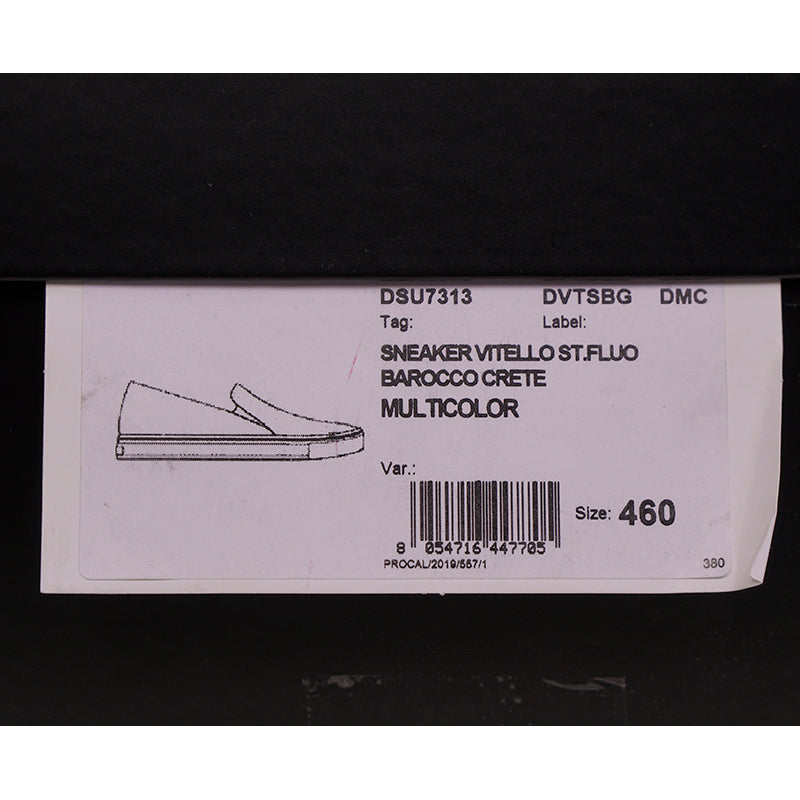 DSU7313 DVTSBG DMC
Tag: Label:
SNEAKER VITELLO ST.FLUO
BAROCCO CRETE
MULTICOLOR
Var.:
Size: 460
8 054716 447705
PROCAL/2019/557/1
380